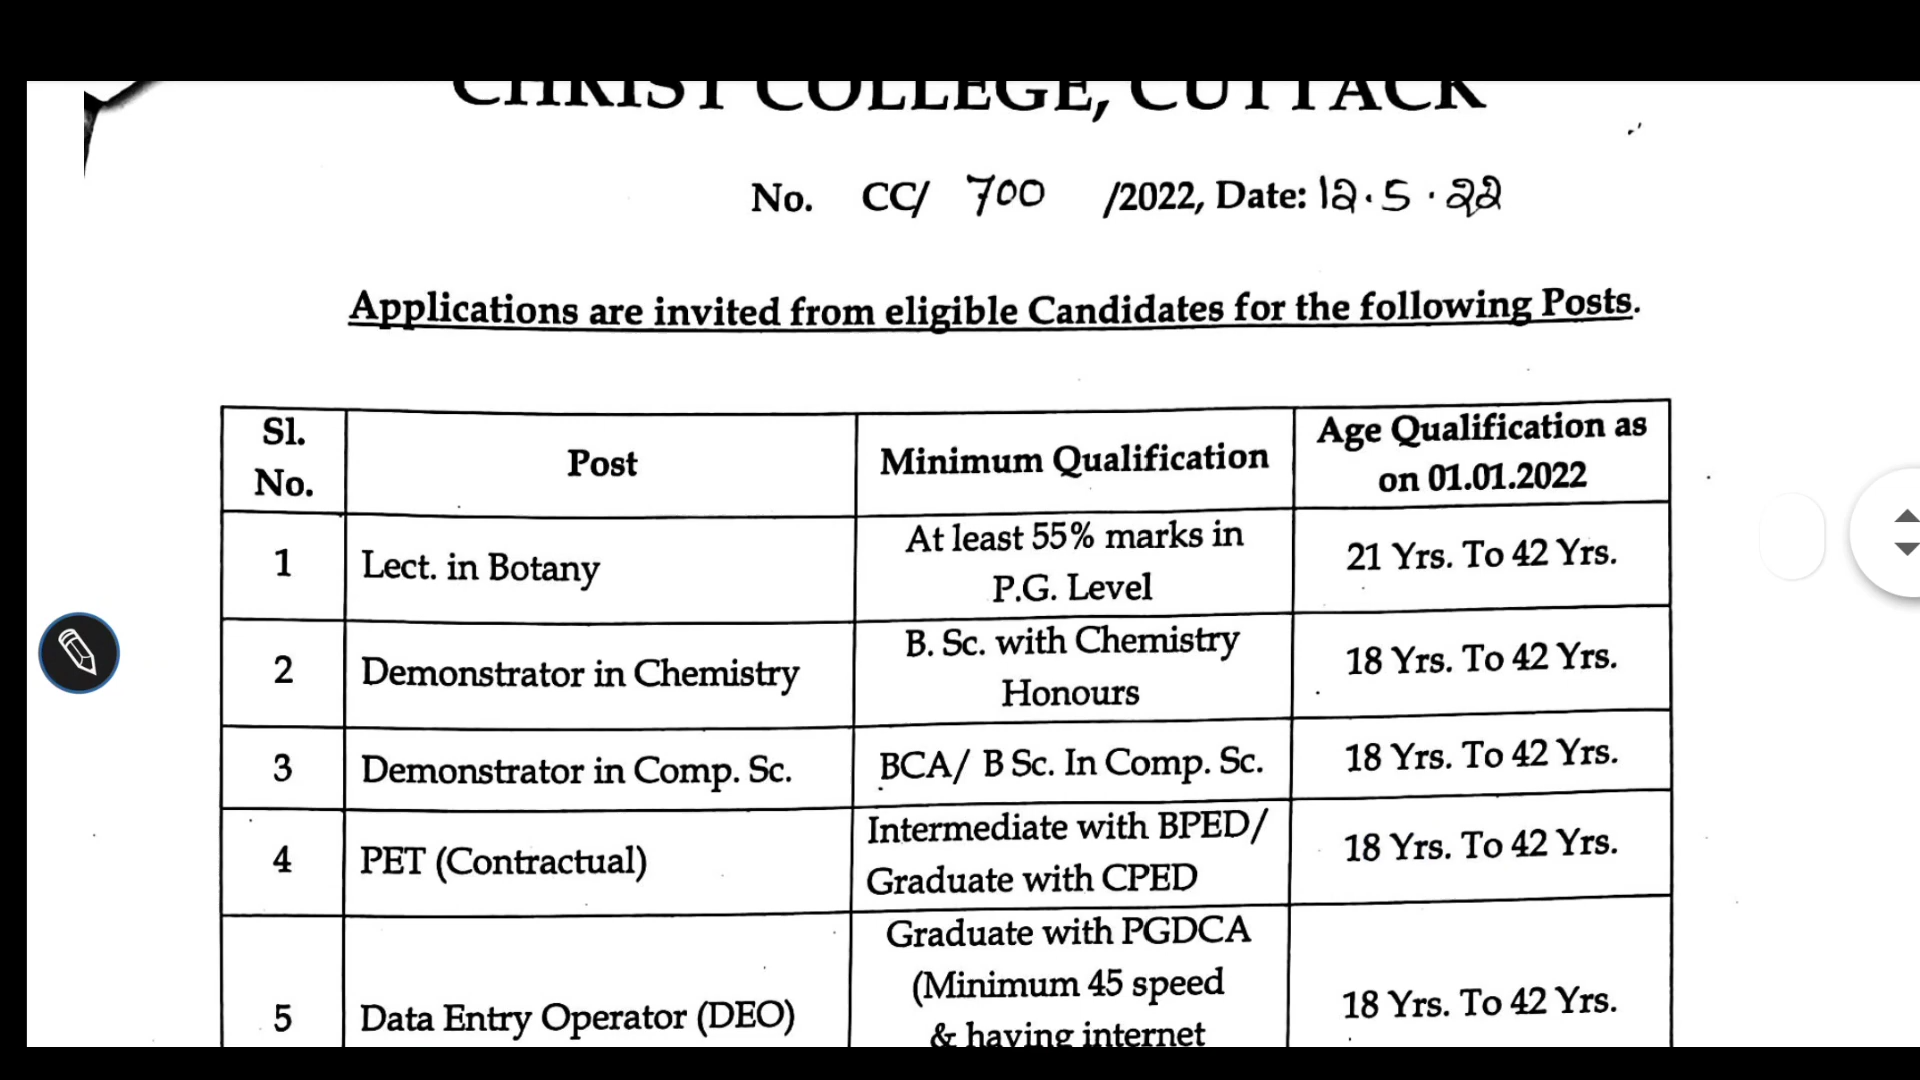 CHRIST COLLEGE, CUTTACK
No. CC/ 700 /2022, Date: 12.5.22
Applications are invited from eligible Candidates for the following Posts.
Sl. No.
Post
Minimum Qualification
Age Qualification as
on 01.01.2022
1
Lect. in Botany
At least 55% marks in
P.G. Level
21 Yrs. To 42 Yrs.
2
Demonstrator in Chemistry
B. Sc. with Chemistry
Honours
18 Yrs. To 42 Yrs.
3
Demonstrator in Comp. Sc.
BCA/ B Sc. In Comp. Sc.
18 Yrs. To 42 Yrs.
4
PET (Contractual)
Intermediate with BPED/
Graduate with CPED
18 Yrs. To 42 Yrs.
5
Data Entry Operator (DEO)
Graduate with PGDCA
(Minimum 45 speed
& having internet
18 Yrs. To 42 Yrs.